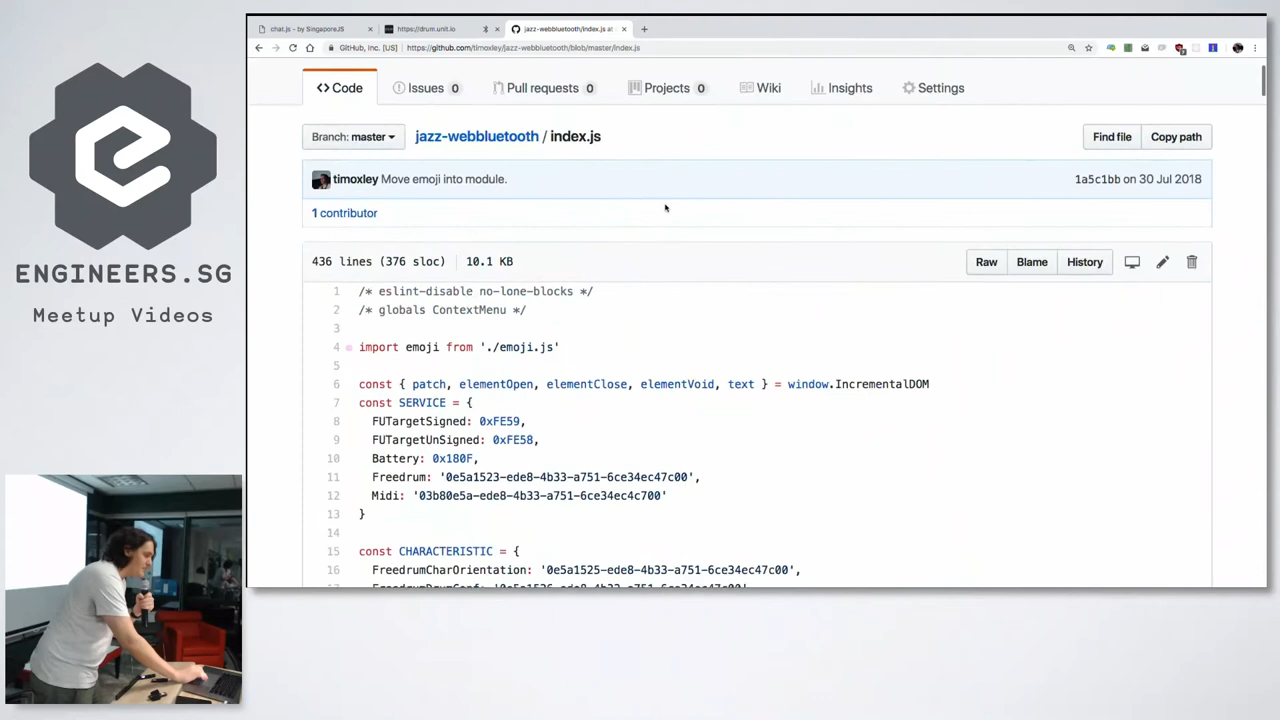 chat.js - by SingaporeJS
https://drum.unit.io
jazz-webbluetooth/index.js at
GitHub, Inc. [US]
https://github.com/timoxley/jazz-webbluetooth/blob/master/index.js
Code
Issues 0
Pull requests 0
Projects 0
Wiki
Insights
Settings
Branch: master
jazz-webbluetooth / index.js
Find file
Copy path
timoxley Move emoji into module.
1a5c1bb on 30 Jul 2018
1 contributor
436 lines (376 sloc)
10.1 KB
Raw
Blame
History
1 /* eslint-disable no-lone-blocks */
2 /* globals ContextMenu */
3
4 import emoji from './emoji.js'
5
6 const { patch, elementOpen, elementClose, elementVoid, text } = window.IncrementalDOM
7 const SERVICE = {
8 FUTargetSigned: 0xFE59,
9 FUTargetUnSigned: 0xFE58,
10 Battery: 0x180F,
11 Freedrum: '0e5a1523-ede8-4b33-a751-6ce34ec47c00',
12 Midi: '03b80e5a-ede8-4b33-a751-6ce34ec4c700'
13 }
14
15 const CHARACTERISTIC = {
16 FreedrumCharOrientation: '0e5a1525-ede8-4b33-a751-6ce34ec47c00',
ENGINEERS.SG
Meetup Videos